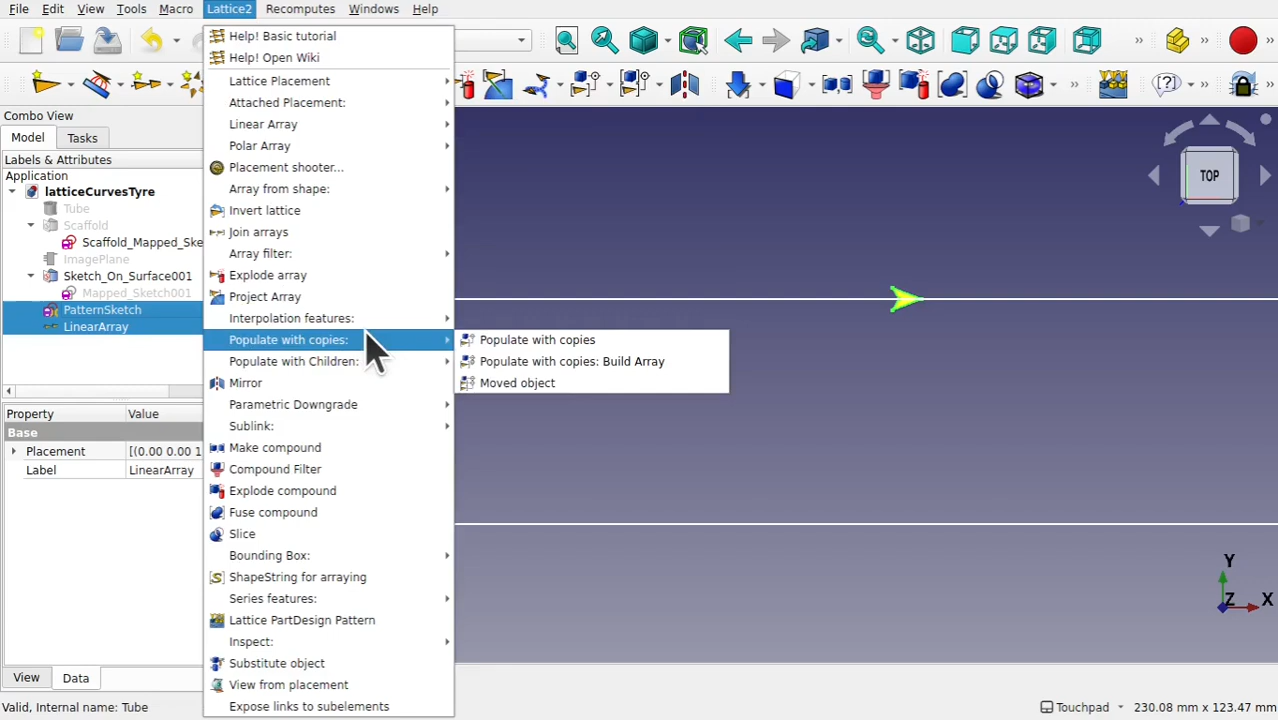 File Edit View Tools Macro Lattice2 Recomputes Windows Help
Help! Basic tutorial
Help! Open Wiki
Lattice Placement
Attached Placement:
Linear Array
Polar Array
Placement shooter...
Array from shape:
Invert lattice
Join arrays
Array filter:
Explode array
Project Array
Interpolation features:
Populate with copies:
Populate with Children:
Mirror
Parametric Downgrade
Sublink:
Make compound
Compound Filter
Explode compound
Fuse compound
Slice
Bounding Box:
ShapeString for arraying
Series features:
Lattice PartDesign Pattern
Inspect:
Substitute object
View from placement
Expose links to subelements
Populate with copies
Populate with copies: Build Array
Moved object
Combo View
Model Tasks
Labels & Attributes
Application
latticeCurvesTyre
Tube
Scaffold
Scaffold_Mapped_Ske
ImagePlane
Sketch_On_Surface001
Mapped_Sketch001
PatternSketch
LinearArray
Property Value
Base
Placement [(0.00 0.00 1
Label LinearArray
View Data
TOP
Y
Z X
Valid, Internal name: Tube
Touchpad 230.08 mm x 123.47 mm